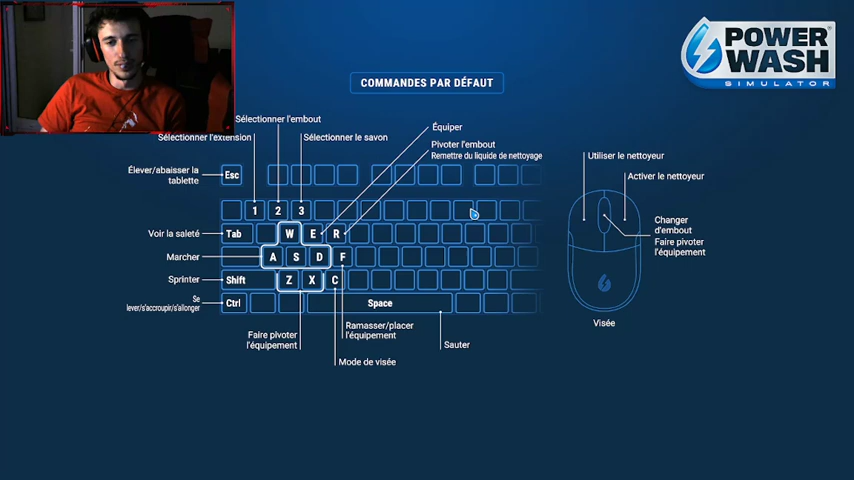 POWER
WASH
SIMULATOR
COMMANDES PAR DÉFAUT
Sélectionner l'embout
Sélectionner l'extension
Sélectionner le savon
Équiper
Pivoter l'embout
Remettre du liquide de nettoyage
Utiliser le nettoyeur
Activer le nettoyeur
Élever/abaisser la
tablette
Esc
1 2 3
Changer
d'embout
Faire pivoter
l'équipement
Voir la saleté
Tab W E R
Marcher
A S D F
Sprinter
Shift Z X C
Se
lever/s'accroupir/s'allonger
Ctrl Space
Visée
Faire pivoter
l'équipement
Ramasser/placer
l'équipement
Sauter
Mode de visée